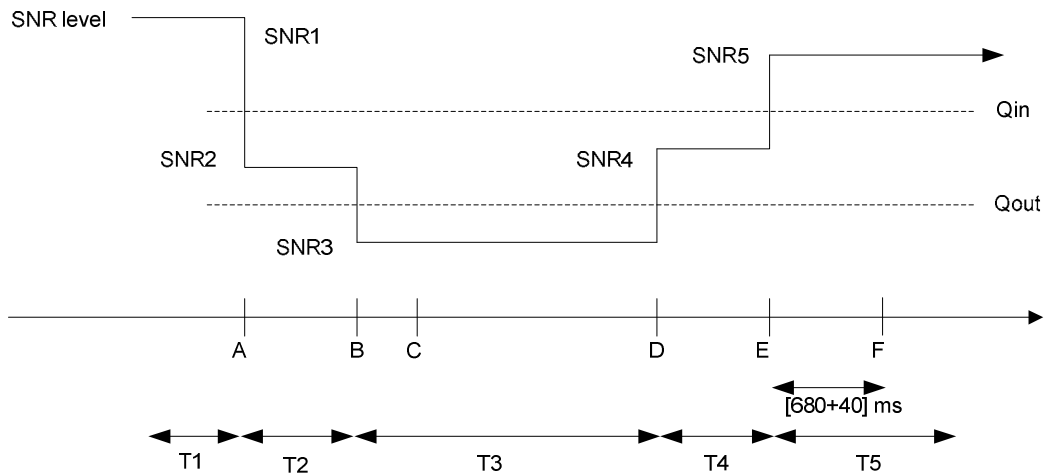 SNR level
SNR1
SNR5
Qin
SNR2
SNR4
Qout
SNR3
A
B
C
D
E
F
[680+40] ms
T1
T2
T3
T4
T5